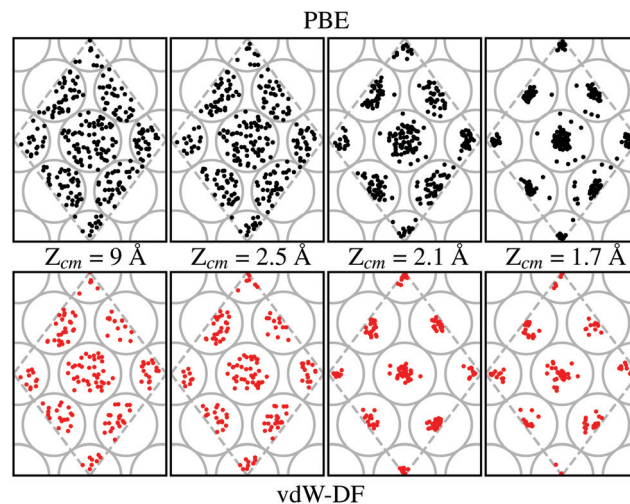 PBE
Z_cm = 9 Å Z_cm = 2.5 Å Z_cm = 2.1 Å Z_cm = 1.7 Å
vdW-DF